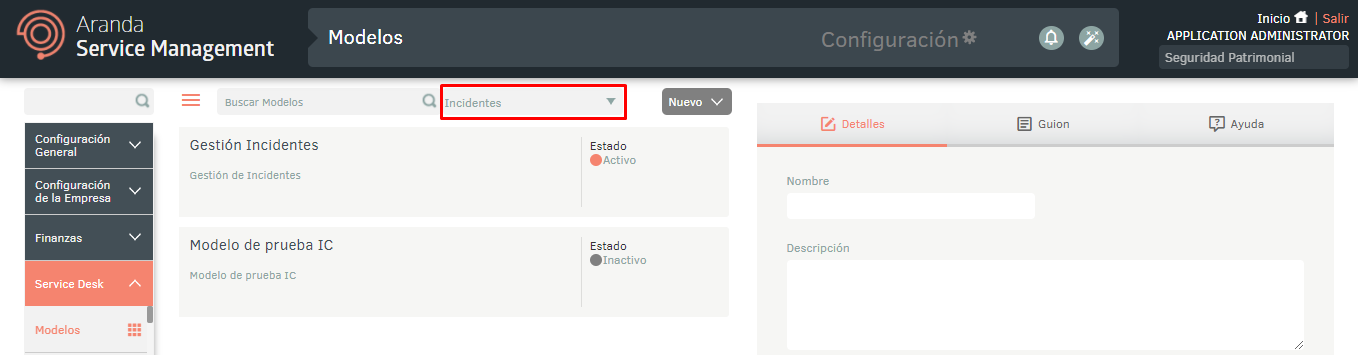 Aranda
Service Management
Modelos
Configuración
Inicio | Salir
APPLICATION ADMINISTRATOR
Seguridad Patrimonial
Buscar Modelos
Incidentes
Nuevo
Configuración
General
Configuración
de la Empresa
Finanzas
Service Desk
Modelos
Gestión Incidentes
Gestión de Incidentes
Estado
Activo
Modelo de prueba IC
Modelo de prueba IC
Estado
Inactivo
Detalles
Guion
Ayuda
Nombre
Descripción